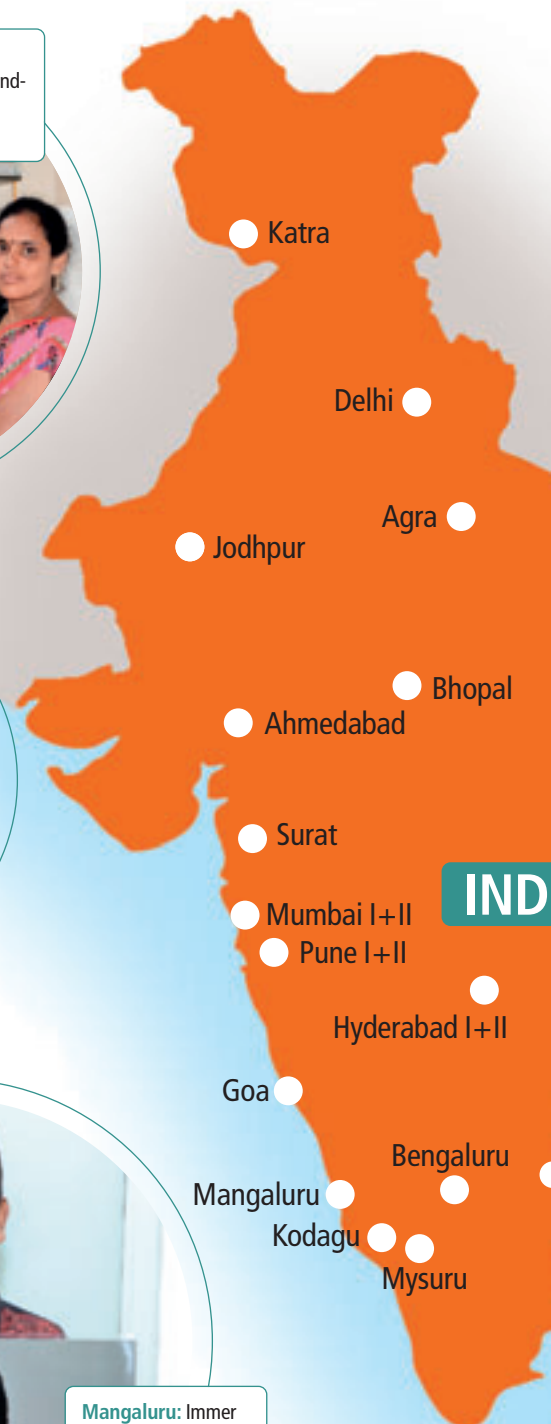 nd-
Katra
Delhi
Agra
Jodhpur
Bhopal
Ahmedabad
Surat
IND
Mumbai I+II
Pune I+II
Hyderabad I+II
Goa
Bengaluru
Mangaluru
Kodagu
Mysuru
Mangaluru: Immer